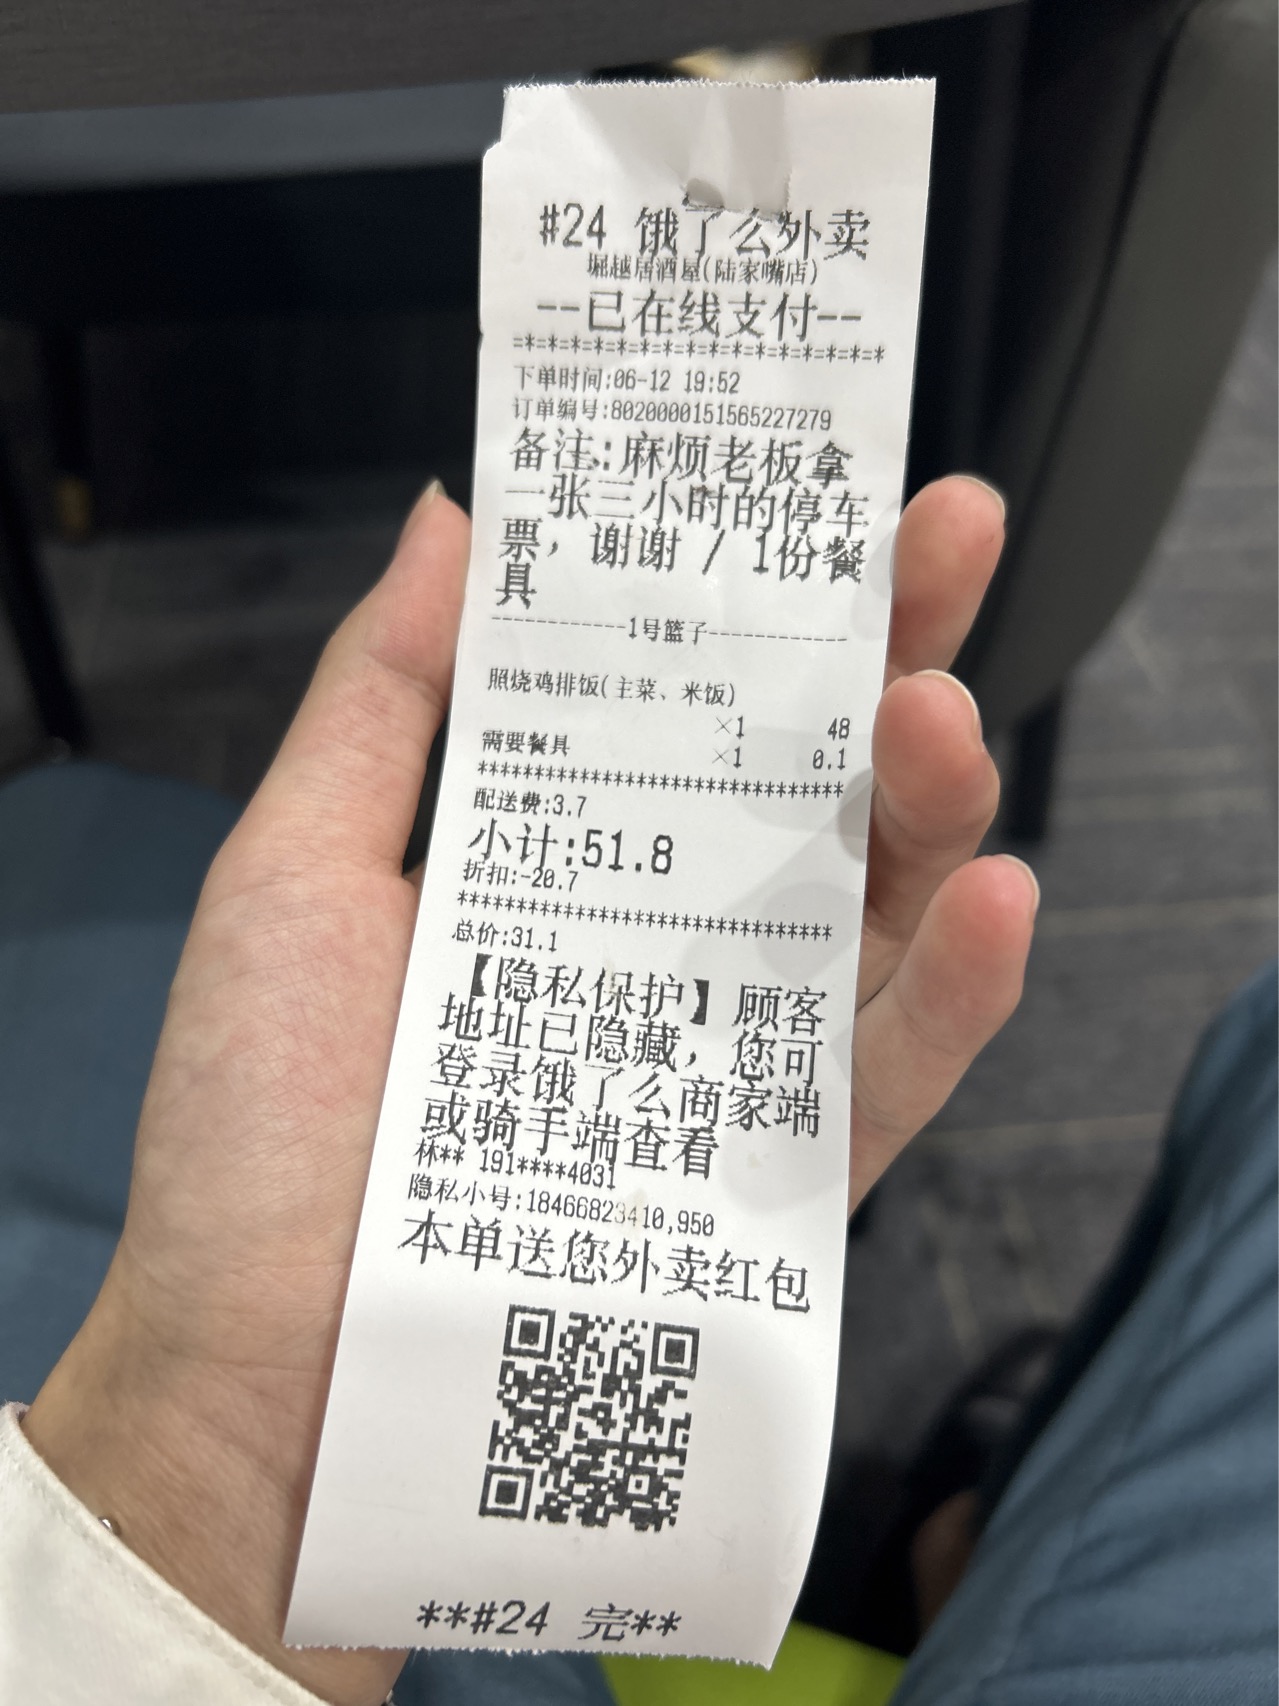 #24 饿了么外卖
堀越居酒屋(陆家嘴店)
--已在线支付--
=*=*=*=*=*=*=*=*=*=*=*=*=*=*=*=*
下单时间:06-12 19:52
订单编号:8020000151565227279
备注:麻烦老板拿
一张三小时的停车
票，谢谢 / 1份餐
具
------------1号篮子------------
照烧鸡排饭(主菜、米饭)
×1 48
需要餐具 ×1 0.1
********************************
配送费:3.7
小计:51.8
折扣:-20.7
********************************
总价:31.1
【隐私保护】顾客
地址已隐藏，您可
登录饿了么商家端
或骑手端查看
林** 191****4031
隐私小号:18466823410,950
本单送您外卖红包
**#24 完**